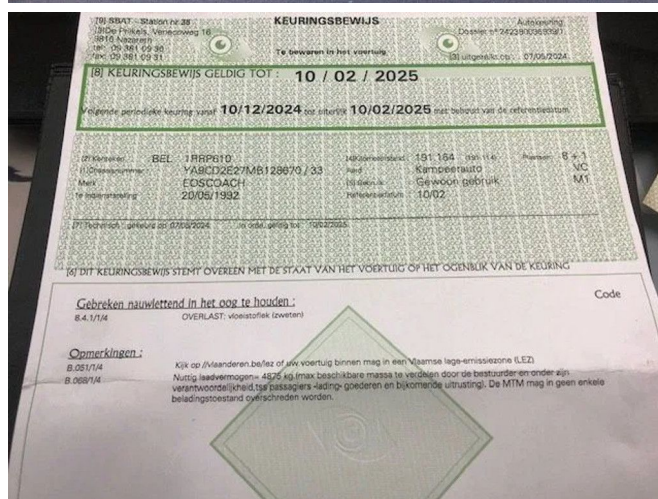 [9] SBAT - Station nr 38
KEURINGSBEWIJS
Autokeuring
[3]De Prijkels, Venecoweg 16
9810 Nazareth
tel: 09 381 09 30
fax: 09 381 09 31
Te bewaren in het voertuig
[3] uitgereikt op : 07/05/2024
[8] KEURINGSBEWIJS GELDIG TOT : 10 / 02 / 2025
Volgende periodieke keuring vanaf 10/12/2024 tot uiterlijk 10/02/2025 met behoud van de referentiedatum
[2] Kenteken : BEL 1RRP610
[4] Kilometerstand : 191.164
Plaatsen : 8 + 1
[1] Chassisnummer : YA9CD2E27MB128670 / 33
Aard Kampeerauto
VC
Merk EOSCOACH
[5] Gebruik : Gewoon gebruik
M1
1e indienststelling 20/05/1992
Referentiedatum 10/02
[7] Technisch : gekeurd op 07/05/2024 In orde, geldig tot : 10/02/2025
[6] DIT KEURINGSBEWIJS STEMT OVEREEN MET DE STAAT VAN HET VOERTUIG OP HET OGENBLIK VAN DE KEURING
Gebreken nauwlettend in het oog te houden :
Code
8.4.1/1/4 OVERLAST: vloeistoflek (zweten)
Opmerkingen :
B.051/1/4 Kijk op //vlaanderen.be/lez of uw voertuig binnen mag in een Vlaamse lage-emissiezone (LEZ)
B.068/1/4 Nuttig laadvermogen= 4875 kg (max beschikbare massa te verdelen door de bestuurder en onder zijn
verantwoordelijkheid,tss passagiers -lading- goederen en bijkomende uitrusting). De MTM mag in geen enkele
beladingstoestand overschreden worden.